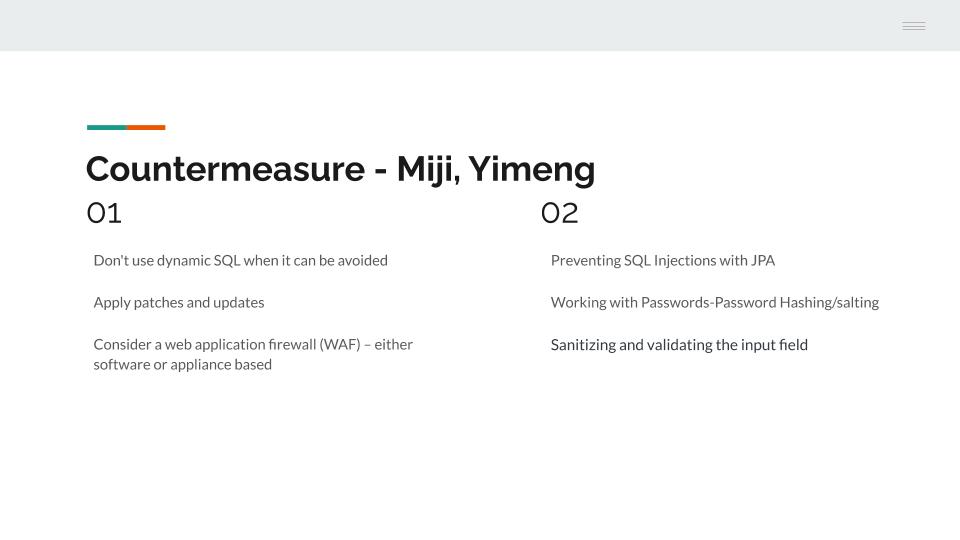 Countermeasure - Miji, Yimeng
01
Don't use dynamic SQL when it can be avoided
Apply patches and updates
Consider a web application firewall (WAF) – either
software or appliance based
02
Preventing SQL Injections with JPA
Working with Passwords-Password Hashing/salting
Sanitizing and validating the input field